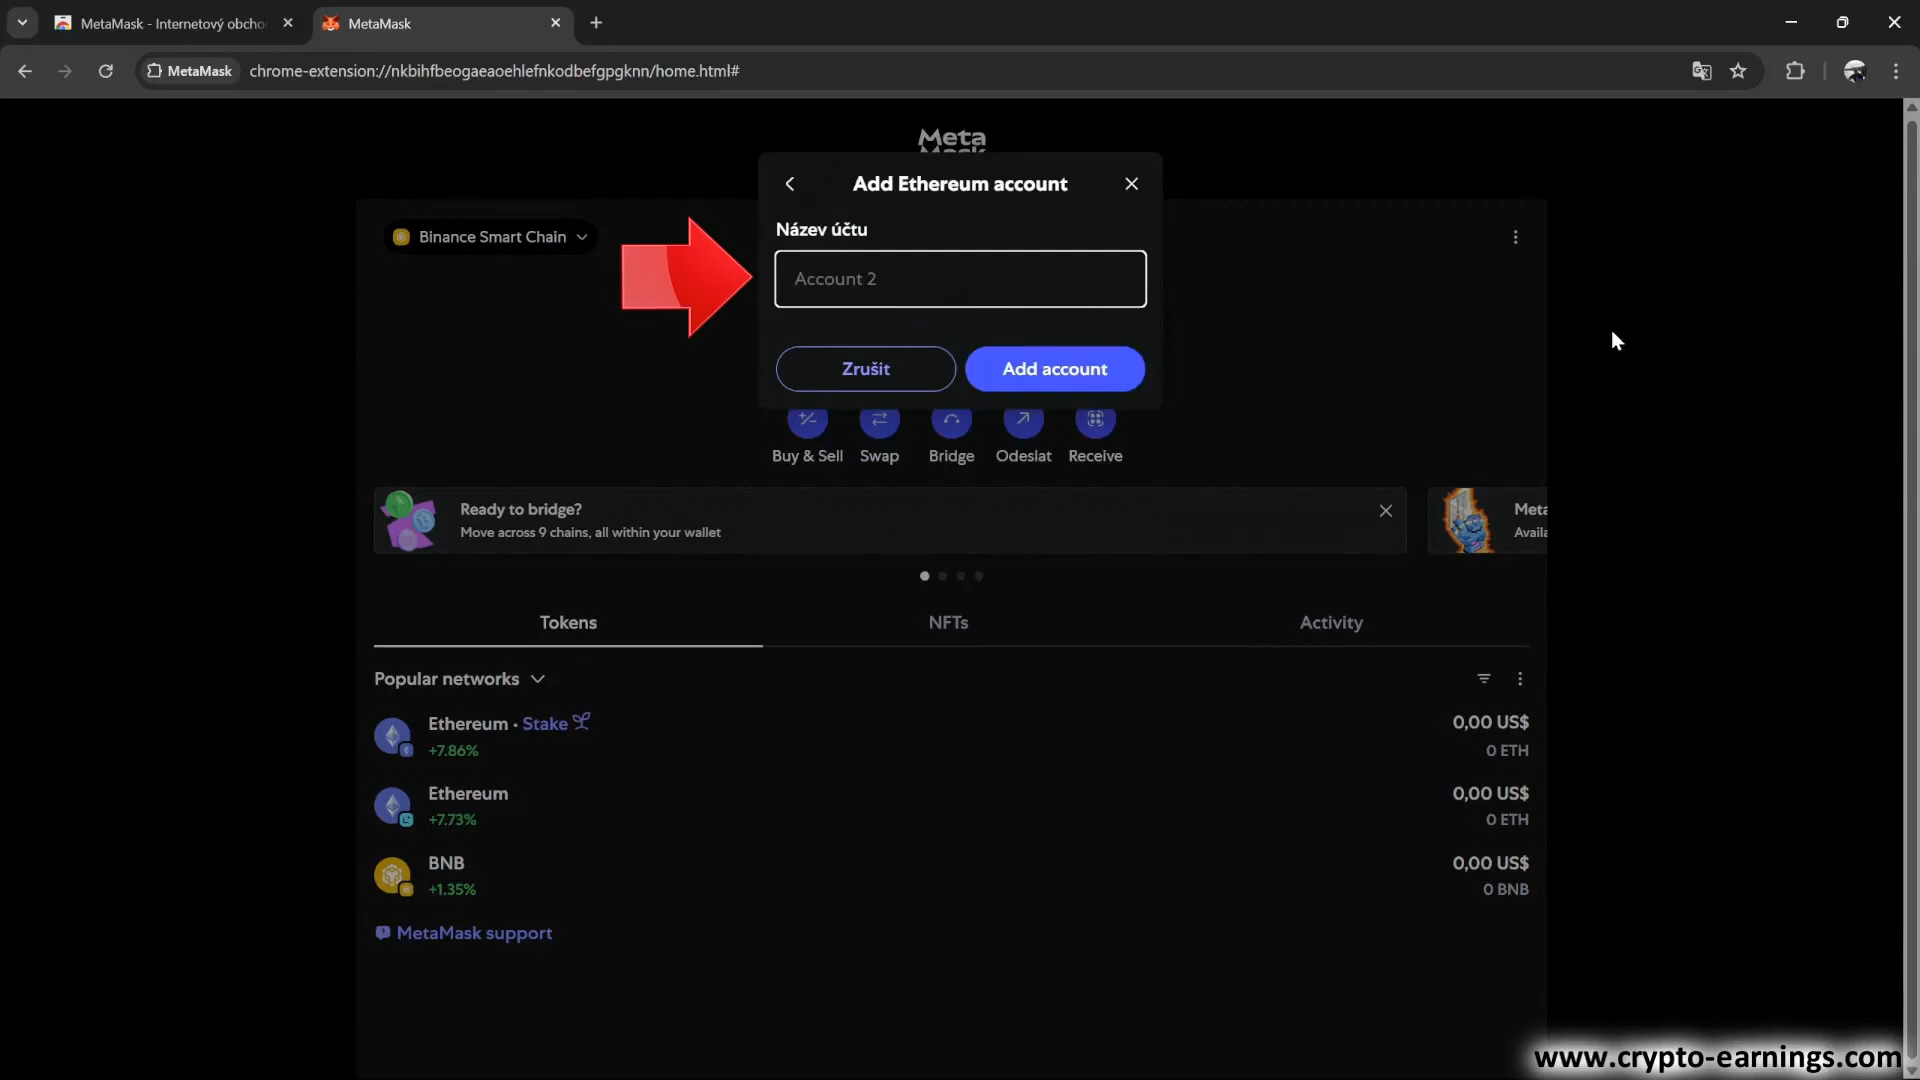 MetaMask - Internetový obcho
MetaMask
MetaMask
chrome-extension://nkbihfbeogaeaoehlefnkodbefgpgknn/home.html#
Meta
Mask
Add Ethereum account
Název účtu
Binance Smart Chain
Account 2
Zrušit
Add account
Buy & Sell
Swap
Bridge
Odeslat
Receive
Ready to bridge?
Move across 9 chains, all within your wallet
Meta
Availa
Tokens
NFTs
Activity
Popular networks
Ethereum • Stake
0,00 US$
+7.86%
0 ETH
Ethereum
0,00 US$
+7.73%
0 ETH
BNB
0,00 US$
+1.35%
0 BNB
MetaMask support
www.crypto-earnings.com